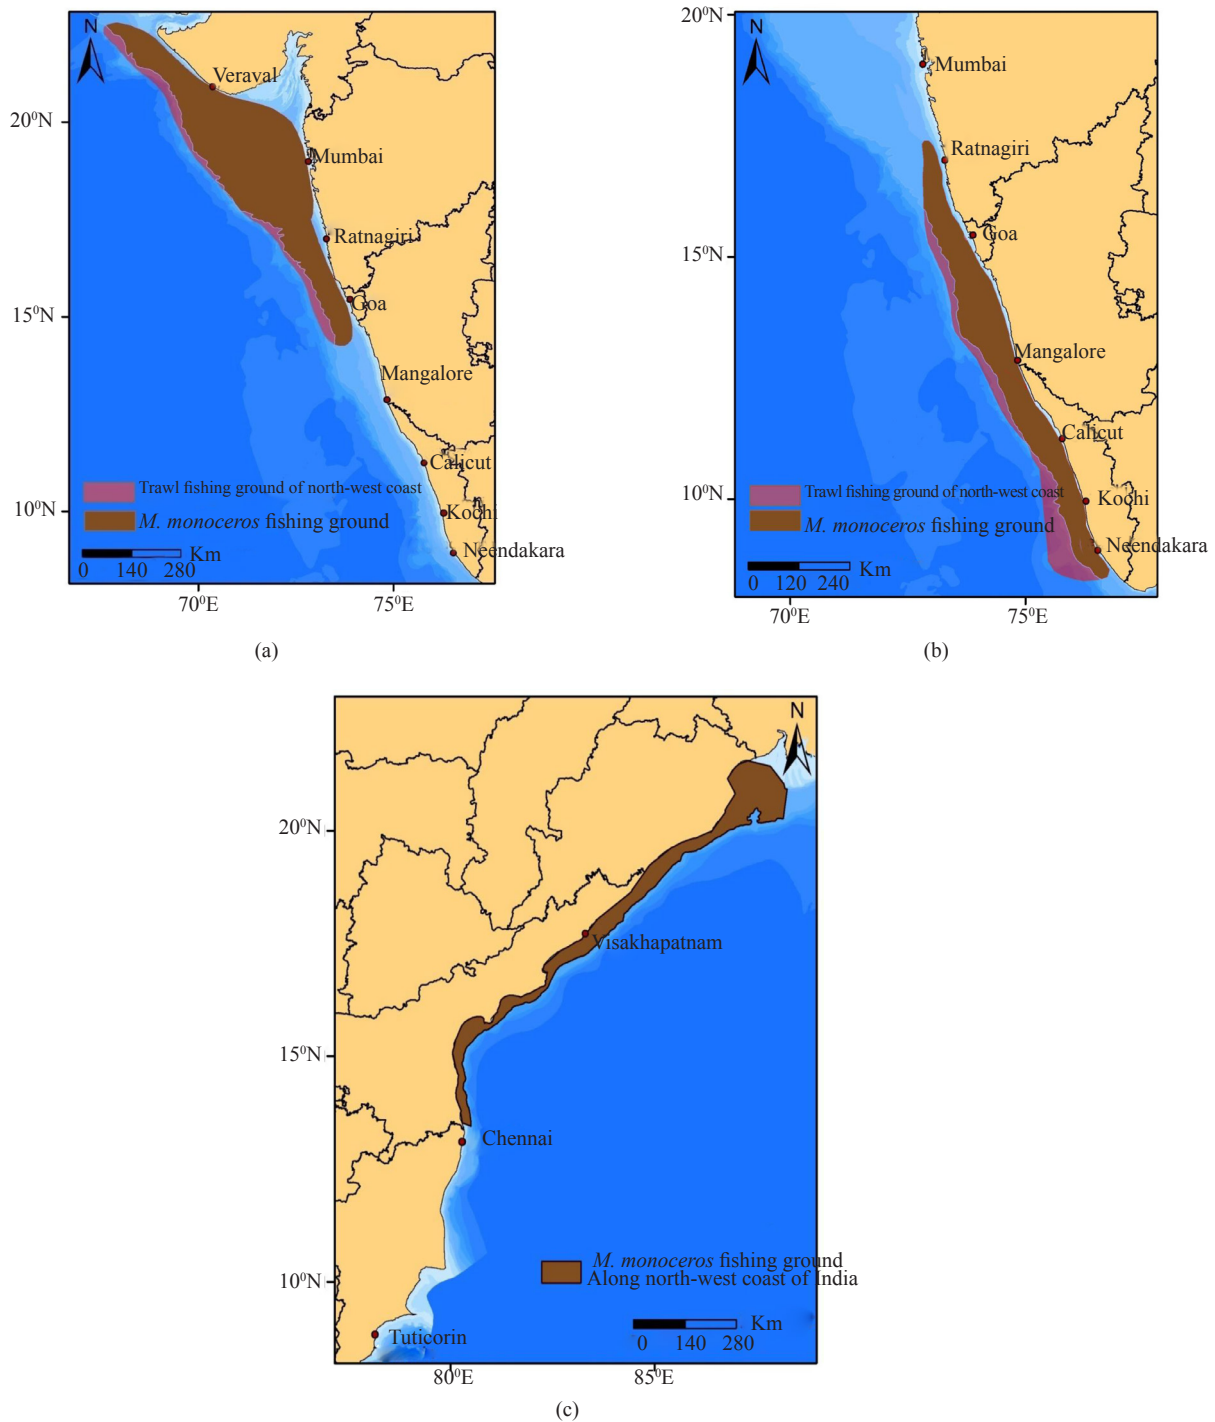 N
Veraval
20⁰N
Mumbai
Ratnagiri
Goa
15⁰N
Mangalore
Calicut
Trawl fishing ground of north-west coast
10⁰N
M. monoceros fishing ground
Kochi
Neendakara
Km
0 140 280
70⁰E 75⁰E
(a)
20⁰N
N
Mumbai
Ratnagiri
Goa
15⁰N
Mangalore
Calicut
Trawl fishing ground of north-west coast
10⁰N
Kochi
M. monoceros fishing ground
Neendakara
Km
0 120 240
70⁰E 75⁰E
(b)
N
20⁰N
Visakhapatnam
15⁰N
Chennai
M. monoceros fishing ground
Along north-west coast of India
10⁰N
Km
0 140 280
Tuticorin
80⁰E 85⁰E
(c)